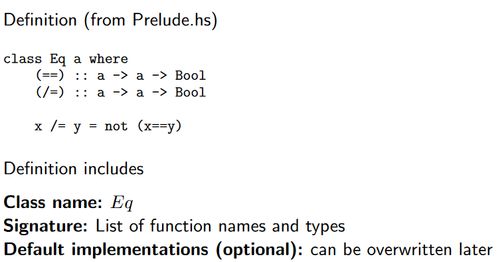 Definition (from Prelude.hs)
class Eq a where
    (==) :: a -> a -> Bool
    (/=) :: a -> a -> Bool
    x /= y = not (x==y)
Definition includes
Class name: Eq
Signature: List of function names and types
Default implementations (optional): can be overwritten later